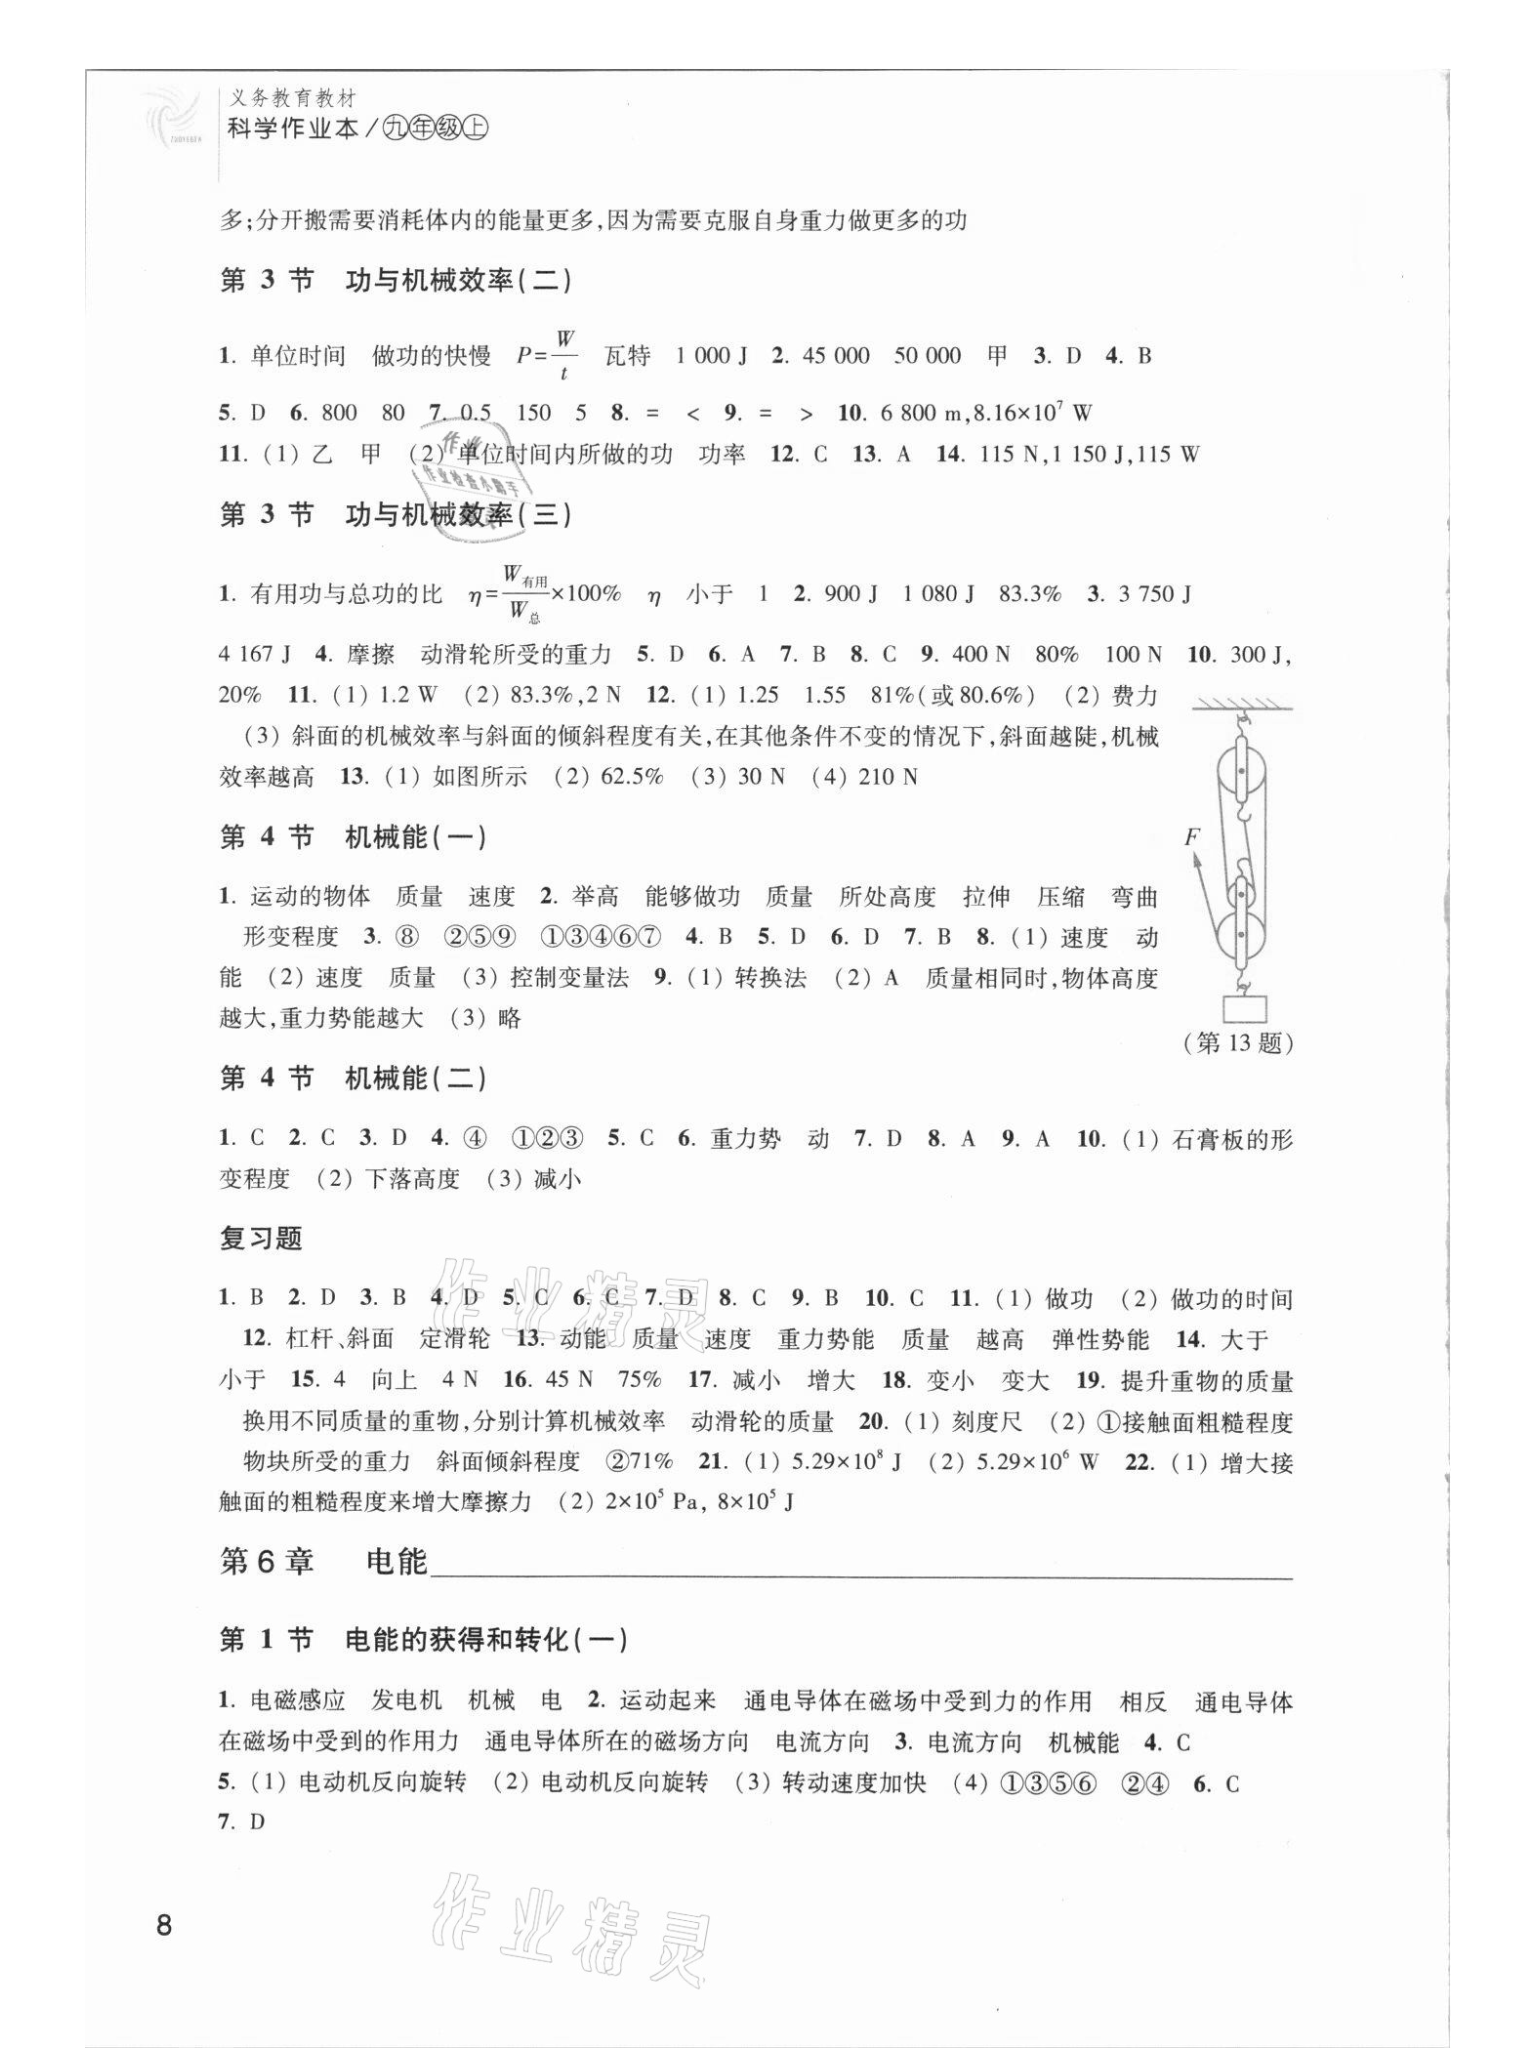 义务教育教材
科学作业本/九年级上
多;分开搬需要消耗体内的能量更多,因为需要克服自身重力做更多的功
第 3 节 功与机械效率(二)
1. 单位时间 做功的快慢 P=W/t 瓦特 1 000 J 2. 45 000 50 000 甲 3. D 4. B
5. D 6. 800 80 7. 0.5 150 5 8. = < 9. = > 10. 6 800 m,8.16×10⁷ W
11. (1) 乙 甲 (2) 单位时间内所做的功 功率 12. C 13. A 14. 115 N,1 150 J,115 W
第 3 节 功与机械效率(三)
1. 有用功与总功的比 η=W有用/W总×100% η 小于 1 2. 900 J 1 080 J 83.3% 3. 3 750 J
4 167 J 4. 摩擦 动滑轮所受的重力 5. D 6. A 7. B 8. C 9. 400 N 80% 100 N 10. 300 J,
20% 11. (1) 1.2 W (2) 83.3%,2 N 12. (1) 1.25 1.55 81%(或80.6%) (2) 费力
(3) 斜面的机械效率与斜面的倾斜程度有关,在其他条件不变的情况下,斜面越陡,机械
效率越高 13. (1) 如图所示 (2) 62.5% (3) 30 N (4) 210 N
F
(第 13 题)
第 4 节 机械能(一)
1. 运动的物体 质量 速度 2. 举高 能够做功 质量 所处高度 拉伸 压缩 弯曲
形变程度 3. ⑧ ②⑤⑨ ①③④⑥⑦ 4. B 5. D 6. D 7. B 8. (1) 速度 动
能 (2) 速度 质量 (3) 控制变量法 9. (1) 转换法 (2) A 质量相同时,物体高度
越大,重力势能越大 (3) 略
第 4 节 机械能(二)
1. C 2. C 3. D 4. ④ ①②③ 5. C 6. 重力势 动 7. D 8. A 9. A 10. (1) 石膏板的形
变程度 (2) 下落高度 (3) 减小
复习题
1. B 2. D 3. B 4. D 5. C 6. C 7. D 8. C 9. B 10. C 11. (1) 做功 (2) 做功的时间
12. 杠杆、斜面 定滑轮 13. 动能 质量 速度 重力势能 质量 越高 弹性势能 14. 大于
小于 15. 4 向上 4 N 16. 45 N 75% 17. 减小 增大 18. 变小 变大 19. 提升重物的质量
换用不同质量的重物,分别计算机械效率 动滑轮的质量 20. (1) 刻度尺 (2) ①接触面粗糙程度
物块所受的重力 斜面倾斜程度 ②71% 21. (1) 5.29×10⁸ J (2) 5.29×10⁶ W 22. (1) 增大接
触面的粗糙程度来增大摩擦力 (2) 2×10⁵ Pa, 8×10⁵ J
第6章 电能
第 1 节 电能的获得和转化(一)
1. 电磁感应 发电机 机械 电 2. 运动起来 通电导体在磁场中受到力的作用 相反 通电导体
在磁场中受到的作用力 通电导体所在的磁场方向 电流方向 3. 电流方向 机械能 4. C
5. (1) 电动机反向旋转 (2) 电动机反向旋转 (3) 转动速度加快 (4) ①③⑤⑥ ②④ 6. C
7. D
8
作业精灵
作业精灵
作业
作业检查小帮手